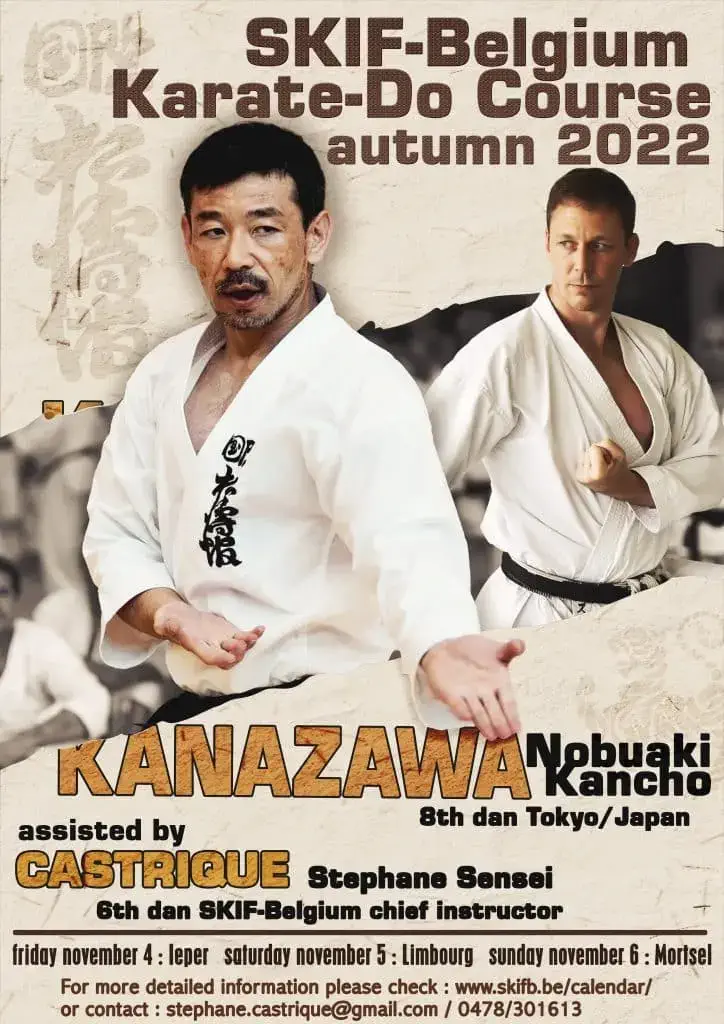 SKIF-Belgium
Karate-Do Course
autumn 2022
KANAZAWA Nobuaki
Kancho
8th dan Tokyo/Japan
assisted by
CASTRIQUE Stephane Sensei
6th dan SKIF-Belgium chief instructor
friday november 4 : Ieper saturday november 5 : Limbourg sunday november 6 : Mortsel
For more detailed information please check : www.skifb.be/calendar/
or contact : stephane.castrique@gmail.com / 0478/301613